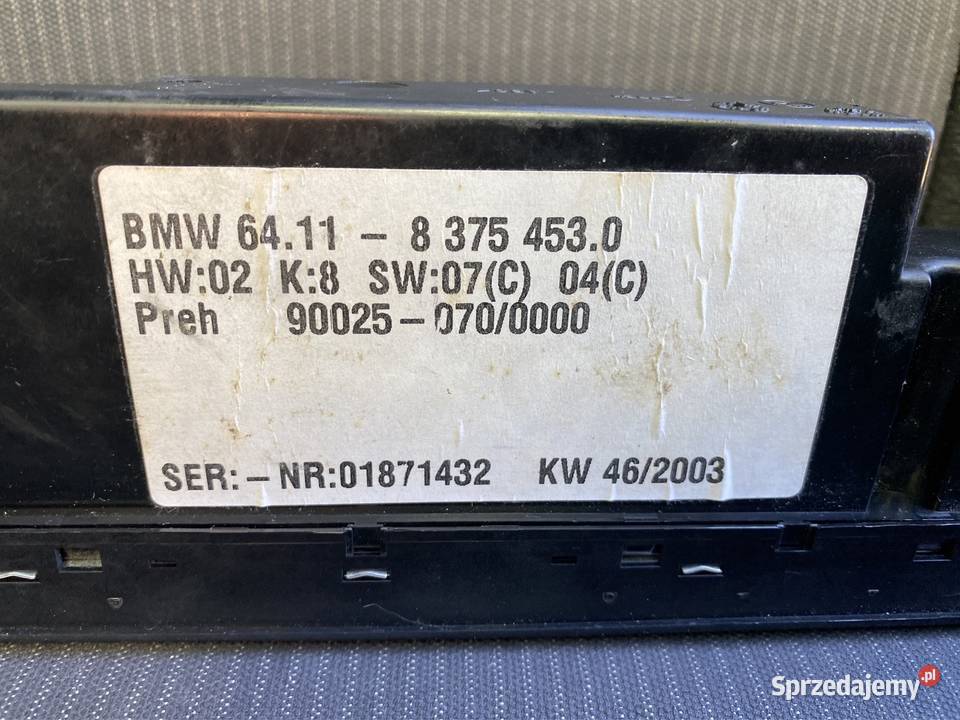 BMW 64.11 - 8 375 453.0
HW:02 K:8 SW:07(C) 04(C)
Preh 90025-070/0000
SER:-NR:01871432 KW 46/2003
Sprzedajemy.pl